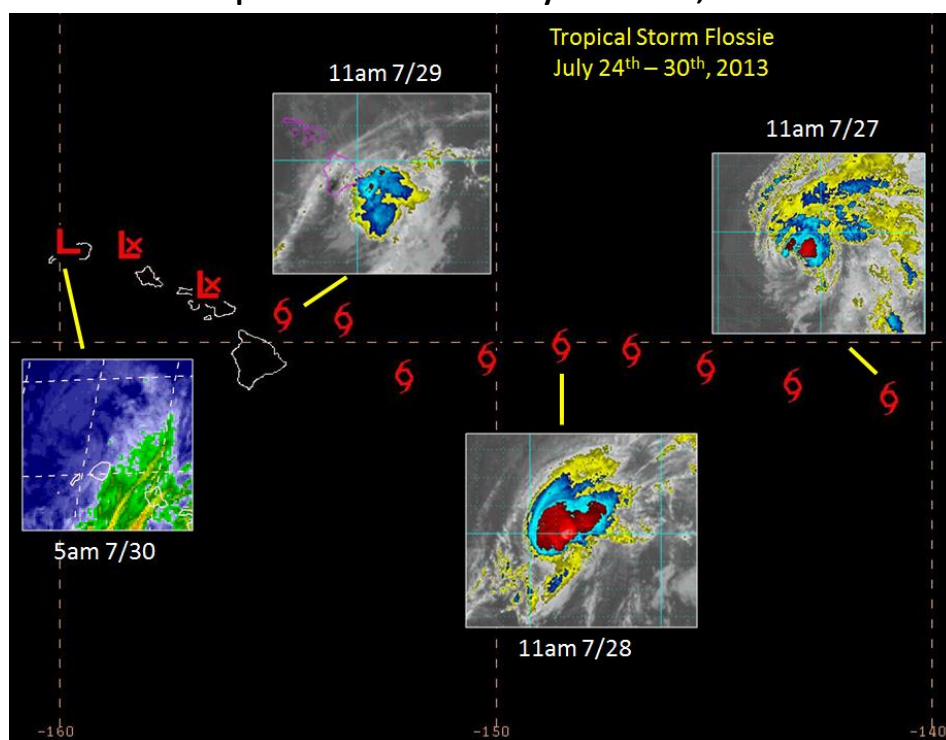 Tropical Storm Flossie
July 24th – 30th, 2013
11am 7/29
11am 7/27
5am 7/30
11am 7/28
-160
-150
-140